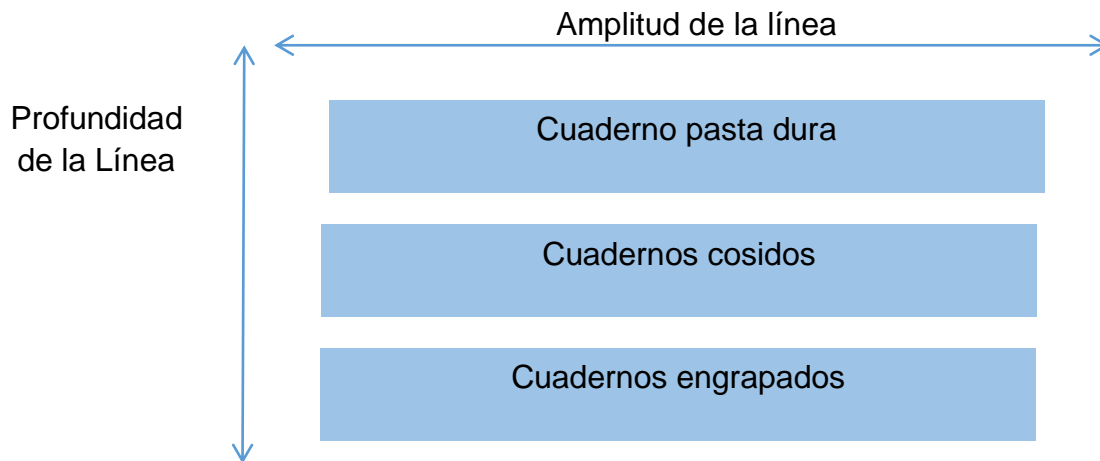 Amplitud de la línea
Profundidad
de la Línea
Cuaderno pasta dura
Cuadernos cosidos
Cuadernos engrapados